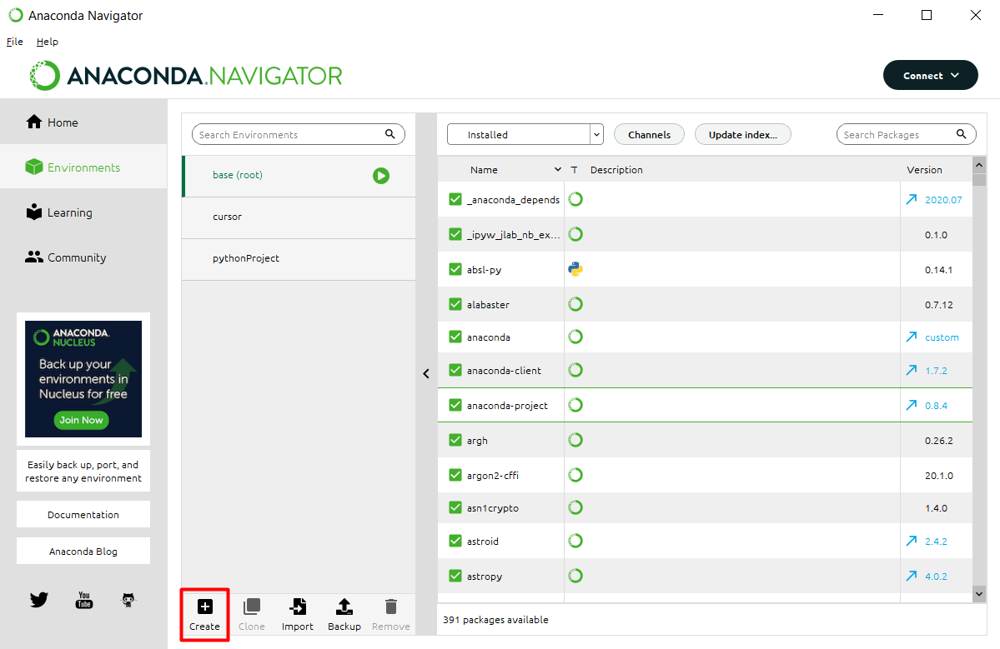 Anaconda Navigator
File Help
ANACONDA.NAVIGATOR
Connect
Home
Environments
Learning
Community
ANACONDA.
NUCLEUS
Back up your
environments in
Nucleus for free
Join Now
Easily back up, port, and
restore any environment
Documentation
Anaconda Blog
You
Tube
Search Environments
base (root)
cursor
pythonProject
Create Clone Import Backup Remove
Installed Channels Update index... Search Packages
Name T Description Version
_anaconda_depends 2020.07
_ipyw_jlab_nb_ex... 0.1.0
absl-py 0.14.1
alabaster 0.7.12
anaconda custom
anaconda-client 1.7.2
anaconda-project 0.8.4
argh 0.26.2
argon2-cffi 20.1.0
asn1crypto 1.4.0
astroid 2.4.2
astropy 4.0.2
391 packages available